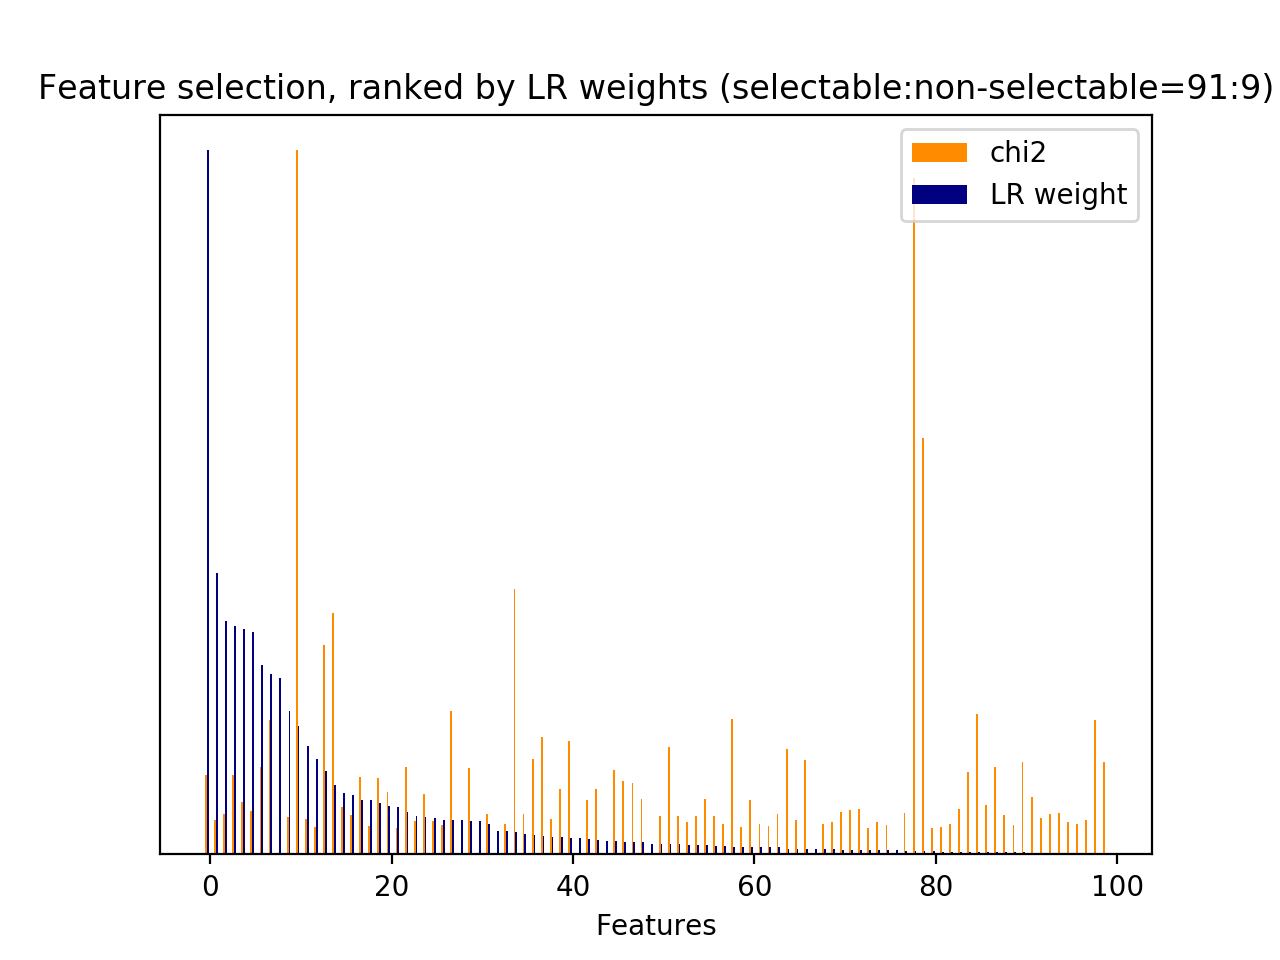 Feature selection, ranked by LR weights (selectable:non-selectable=91:9)
chi2
LR weight
0 20 40 60 80 100
Features